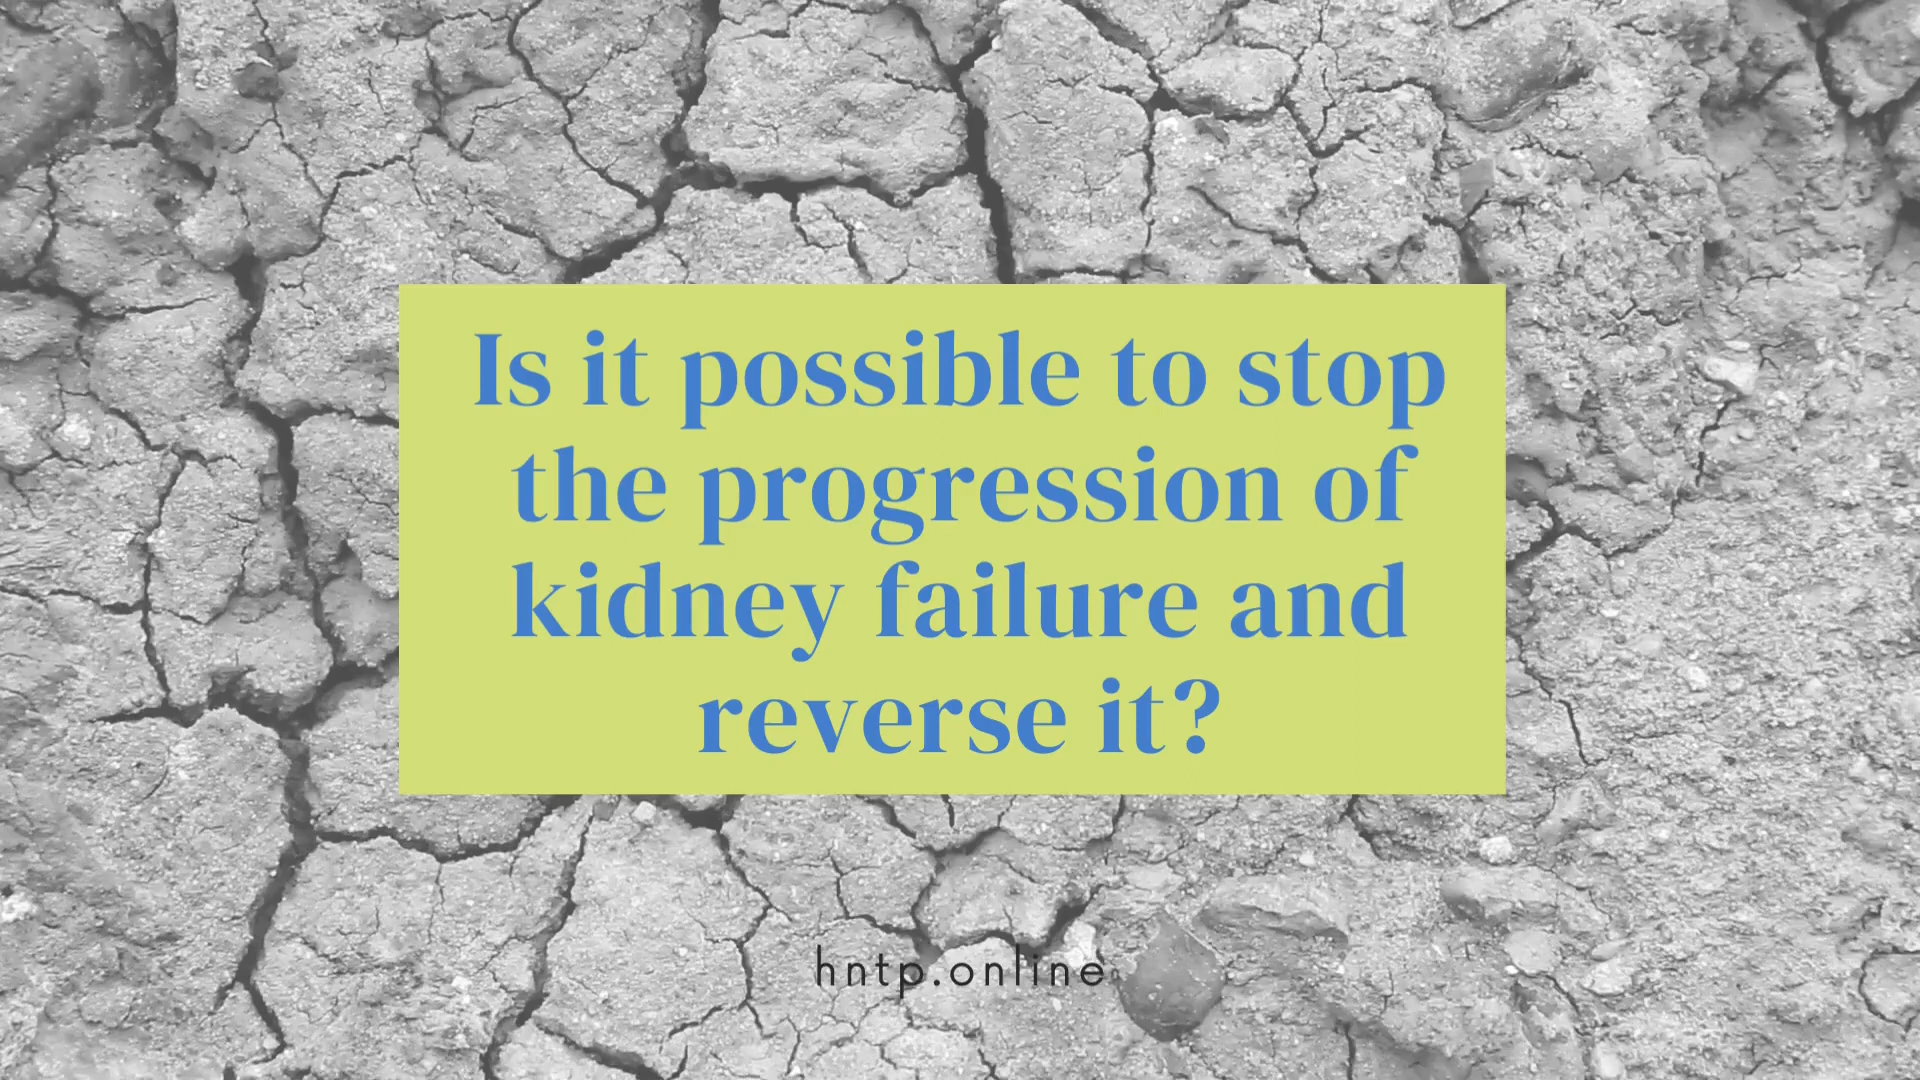 Is it possible to stop
the progression of
kidney failure and
reverse it?
hntp.online